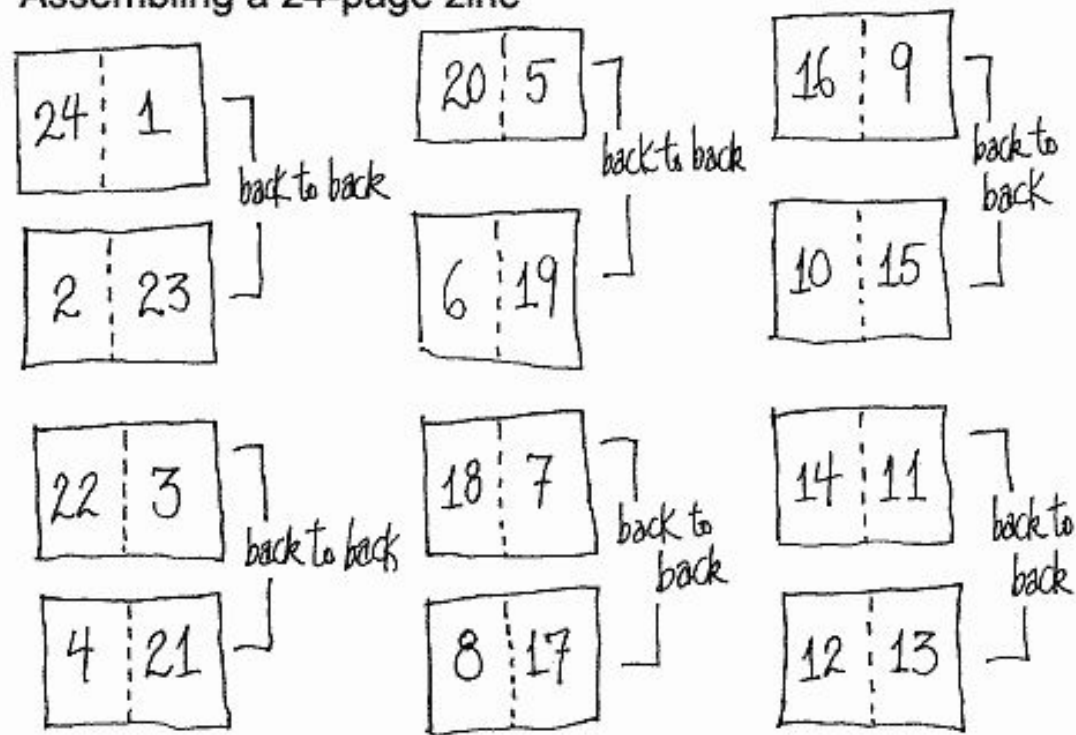 Assembling a 24-page zine
24 1
back to back
2 23
20 5
back to back
6 19
16 9
back to
back
10 15
22 3
back to back
4 21
18 7
back to
back
8 17
14 11
back to
back
12 13